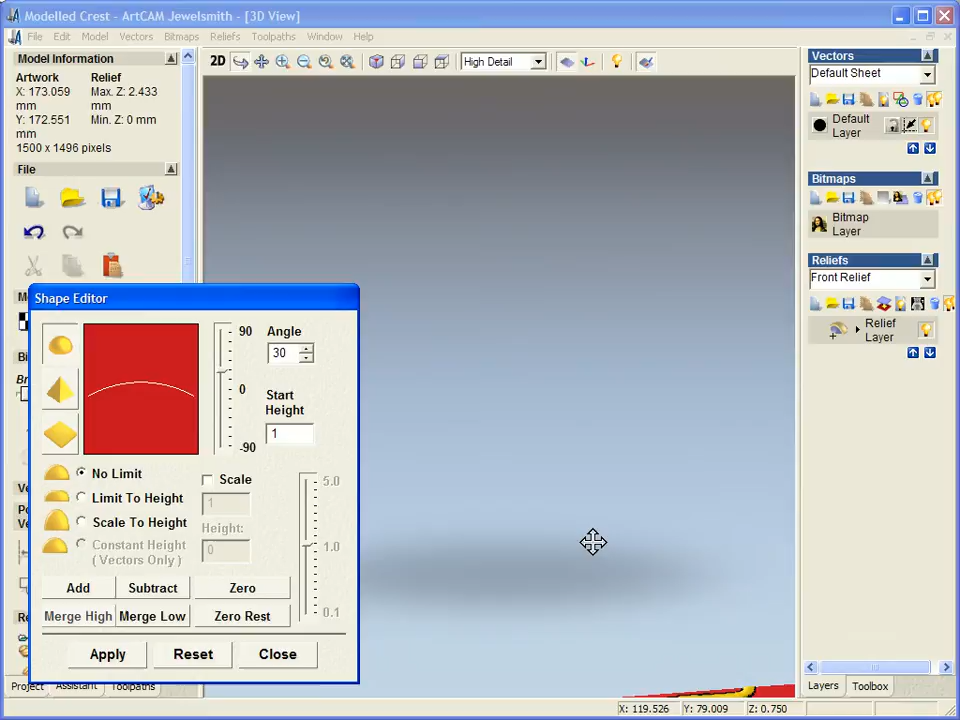 Modelled Crest - ArtCAM Jewelsmith - [3D View]
File Edit Model Vectors Bitmaps Reliefs Toolpaths Window Help
Model Information
Artwork Relief
X: 173.059 Max. Z: 2.433
mm mm
Y: 172.551 Min. Z: 0 mm
mm
1500 x 1496 pixels
File
2D
High Detail
Shape Editor
90
0
-90
Angle
30
Start
Height
1
No Limit
Limit To Height
Scale To Height
Constant Height
( Vectors Only )
Scale
1
Height:
0
5.0
1.0
0.1
Add Subtract Zero
Merge High Merge Low Zero Rest
Apply Reset Close
Project Assistant Toolpaths
Vectors
Default Sheet
Default
Layer
Bitmaps
Bitmap
Layer
Reliefs
Front Relief
Relief
Layer
Layers Toolbox
X: 119.526 Y: 79.009 Z: 0.750